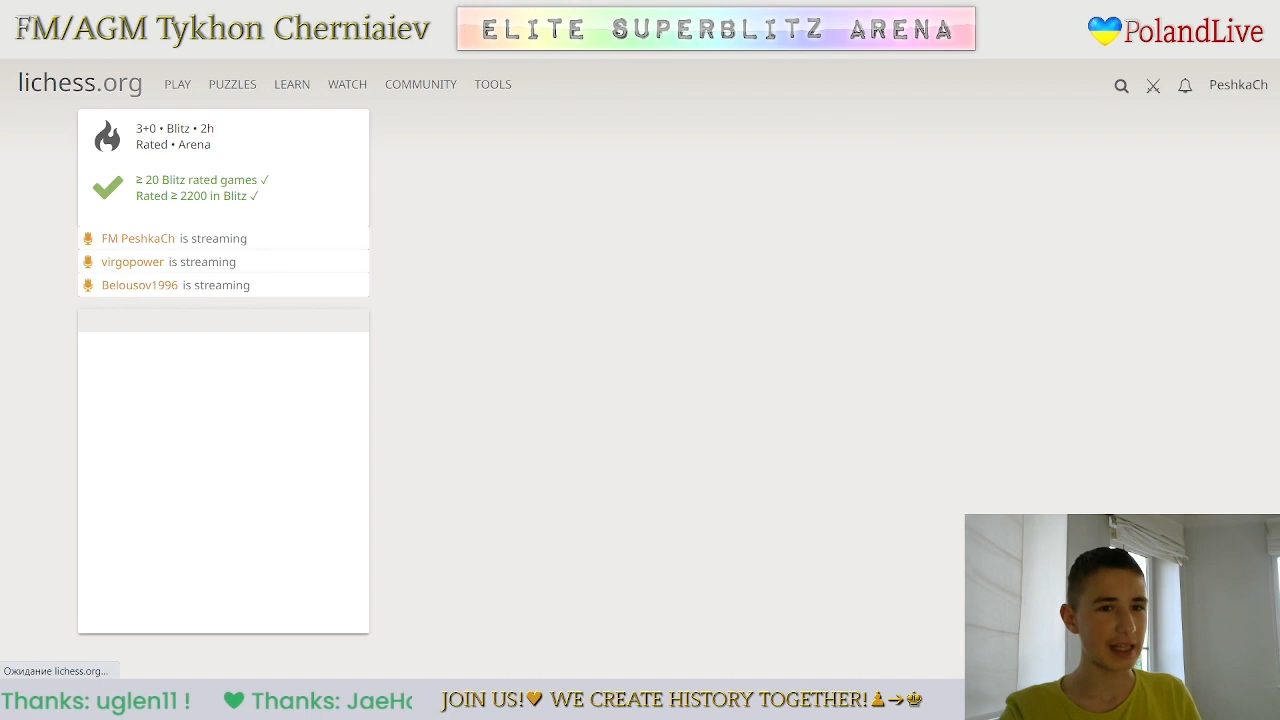 FM/AGM Tykhon Cherniaiev
ELITE SUPERBLITZ ARENA
PolandLive
lichess.org
PLAY PUZZLES LEARN WATCH COMMUNITY TOOLS
PeshkaCh
3+0 • Blitz • 2h
Rated • Arena
≥ 20 Blitz rated games ✓
Rated ≥ 2200 in Blitz ✓
FM PeshkaCh is streaming
virgopower is streaming
Belousov1996 is streaming
Ожидание lichess.org...
Thanks: uglen11 ! 💚 Thanks: JaeHo
JOIN US!🧡 WE CREATE HISTORY TOGETHER!♟➔♚